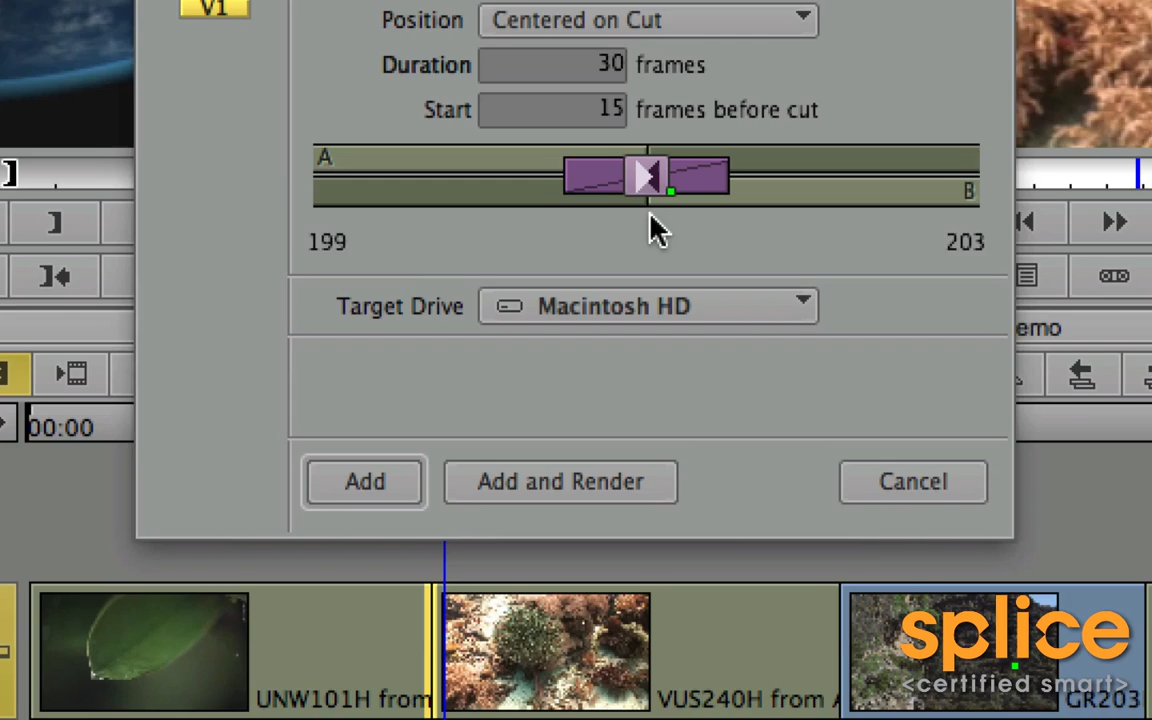 V1
Position Centered on Cut
Duration 30 frames
Start 15 frames before cut
A
B
199 203
Target Drive Macintosh HD
emo
00:00
Add Add and Render Cancel
UNW101H from
VUS240H from A
GR203
splice
<certified smart>